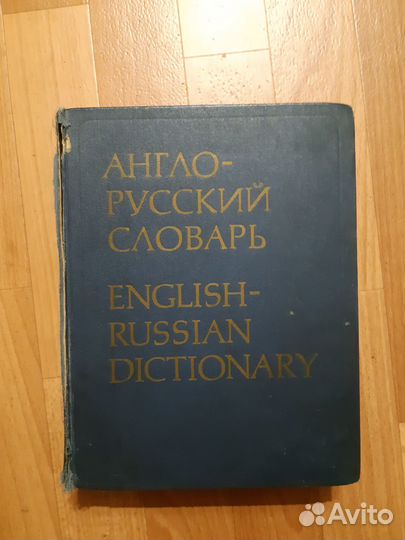 АНГЛО-
РУССКИЙ
СЛОВАРЬ
ENGLISH-
RUSSIAN
DICTIONARY
Avito